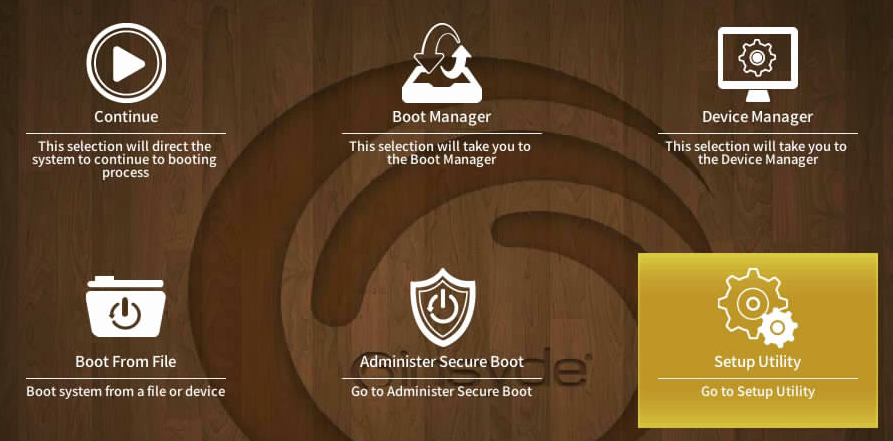 Continue
This selection will direct the
system to continue to booting
process
Boot Manager
This selection will take you to
the Boot Manager
Device Manager
This selection will take you to
the Device Manager
Boot From File
Boot system from a file or device
Administer Secure Boot
Go to Administer Secure Boot
Setup Utility
Go to Setup Utility